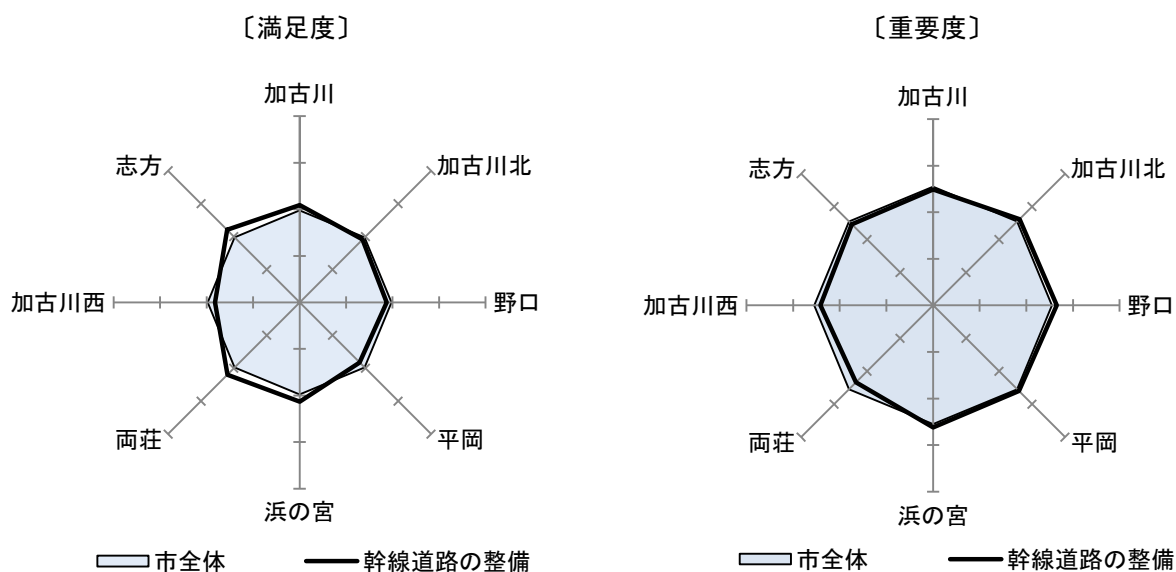 〔満足度〕
加古川
加古川北
野口
平岡
浜の宮
両荘
加古川西
志方
市全体
幹線道路の整備
〔重要度〕
加古川
加古川北
野口
平岡
浜の宮
両荘
加古川西
志方
市全体
幹線道路の整備